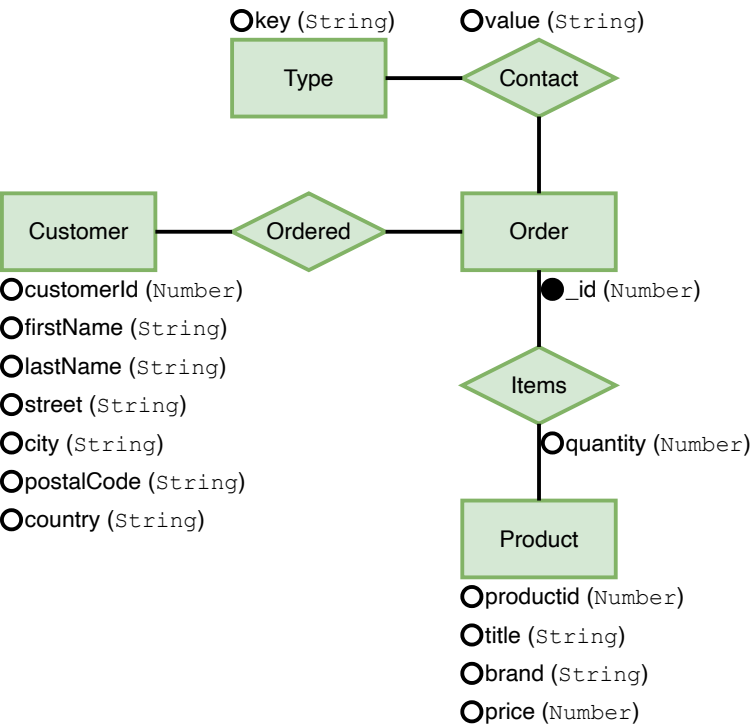 key (String)
value (String)
Type
Contact
Customer
Ordered
Order
customerId (Number)
firstName (String)
lastName (String)
street (String)
city (String)
postalCode (String)
country (String)
_id (Number)
Items
quantity (Number)
Product
productid (Number)
title (String)
brand (String)
price (Number)